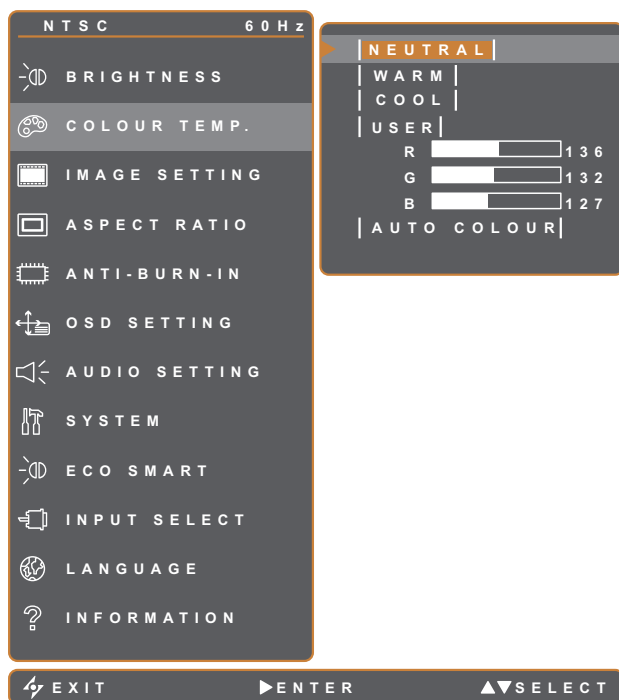 NTSC 60Hz
BRIGHTNESS
COLOUR TEMP.
IMAGE SETTING
ASPECT RATIO
ANTI-BURN-IN
OSD SETTING
AUDIO SETTING
SYSTEM
ECO SMART
INPUT SELECT
LANGUAGE
INFORMATION
NEUTRAL
WARM
COOL
USER
R 136
G 132
B 127
AUTO COLOUR
EXIT ENTER SELECT